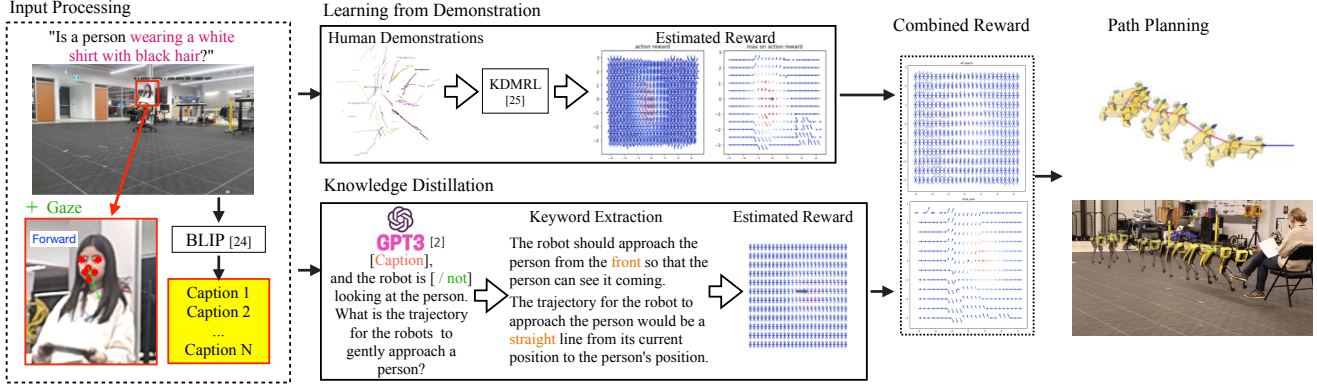 Input Processing
"Is a person wearing a white
shirt with black hair?"
+ Gaze
Forward
BLIP [24]
Caption 1
Caption 2
...
Caption N
Learning from Demonstration
Human Demonstrations
KDMRL
[25]
Estimated Reward
action reward
max on action reward
Knowledge Distillation
GPT3 [2]
[Caption],
and the robot is [ / not]
looking at the person.
What is the trajectory
for the robots to
gently approach a
person?
Keyword Extraction
The robot should approach the
person from the front so that the
person can see it coming.
The trajectory for the robot to
approach the person would be a
straight line from its current
position to the person's position.
Estimated Reward
Combined Reward
Path Planning